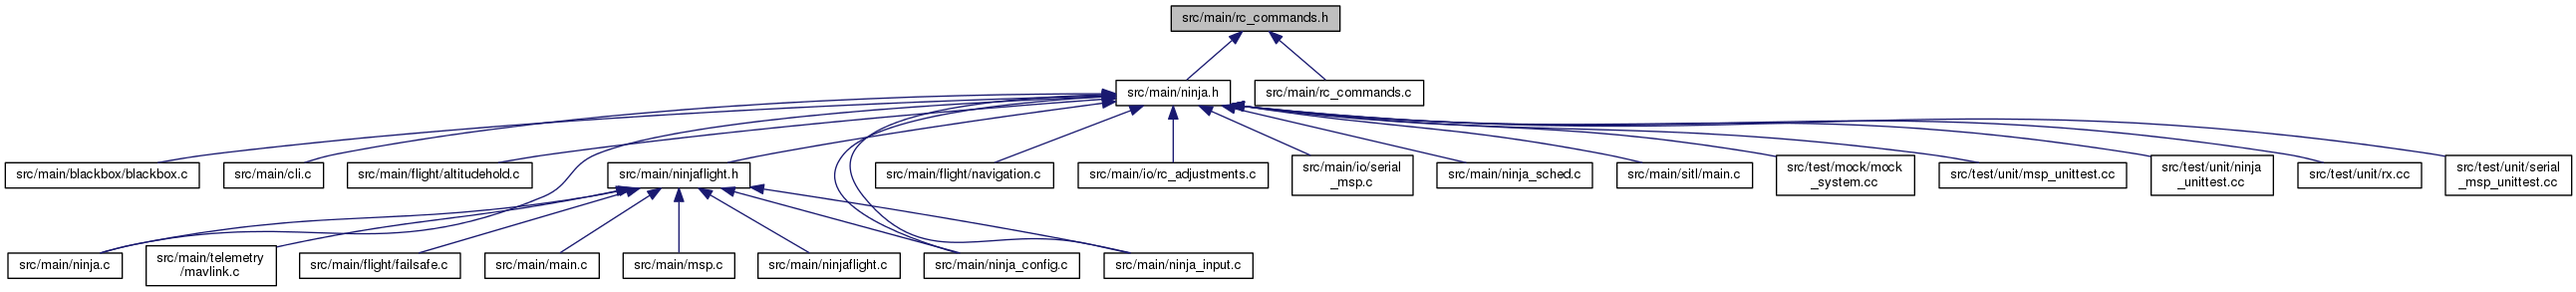 src/main/rc_commands.h
src/main/ninja.h
src/main/rc_commands.c
src/main/blackbox/blackbox.c
src/main/cli.c
src/main/flight/altitudehold.c
src/main/ninjaflight.h
src/main/flight/navigation.c
src/main/io/rc_adjustments.c
src/main/io/serial
_msp.c
src/main/ninja_sched.c
src/main/sitl/main.c
src/test/mock/mock
_system.cc
src/test/unit/msp_unittest.cc
src/test/unit/ninja
_unittest.cc
src/test/unit/rx.cc
src/test/unit/serial
_msp_unittest.cc
src/main/ninja.c
src/main/telemetry
/mavlink.c
src/main/flight/failsafe.c
src/main/main.c
src/main/msp.c
src/main/ninjaflight.c
src/main/ninja_config.c
src/main/ninja_input.c